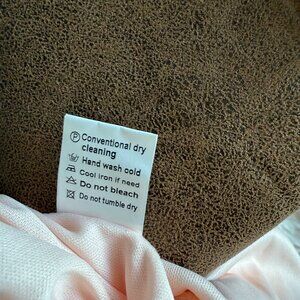 Ⓟ Conventional dry
cleaning
Hand wash cold
Cool iron if need
Do not bleach
Do not tumble dry